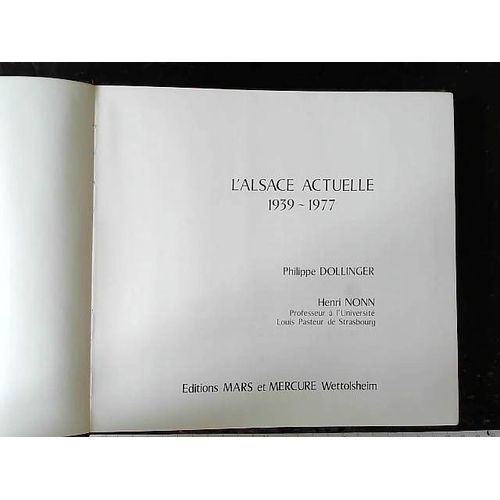 L'ALSACE ACTUELLE
1939 ~ 1977
Philippe DOLLINGER
Henri NONN
Professeur à l'Université
Louis Pasteur de Strasbourg
Editions MARS et MERCURE Wettolsheim